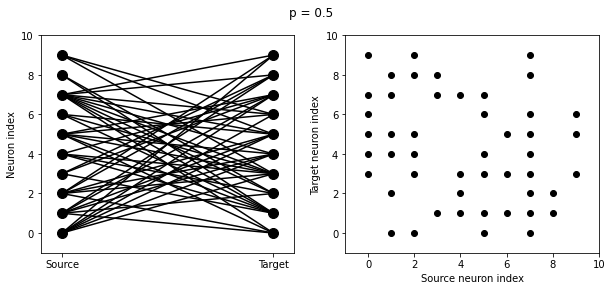 p = 0.5
Neuron index
10
8
6
4
2
0
Source Target
Target neuron index
10
8
6
4
2
0
0 2 4 6 8 10
Source neuron index